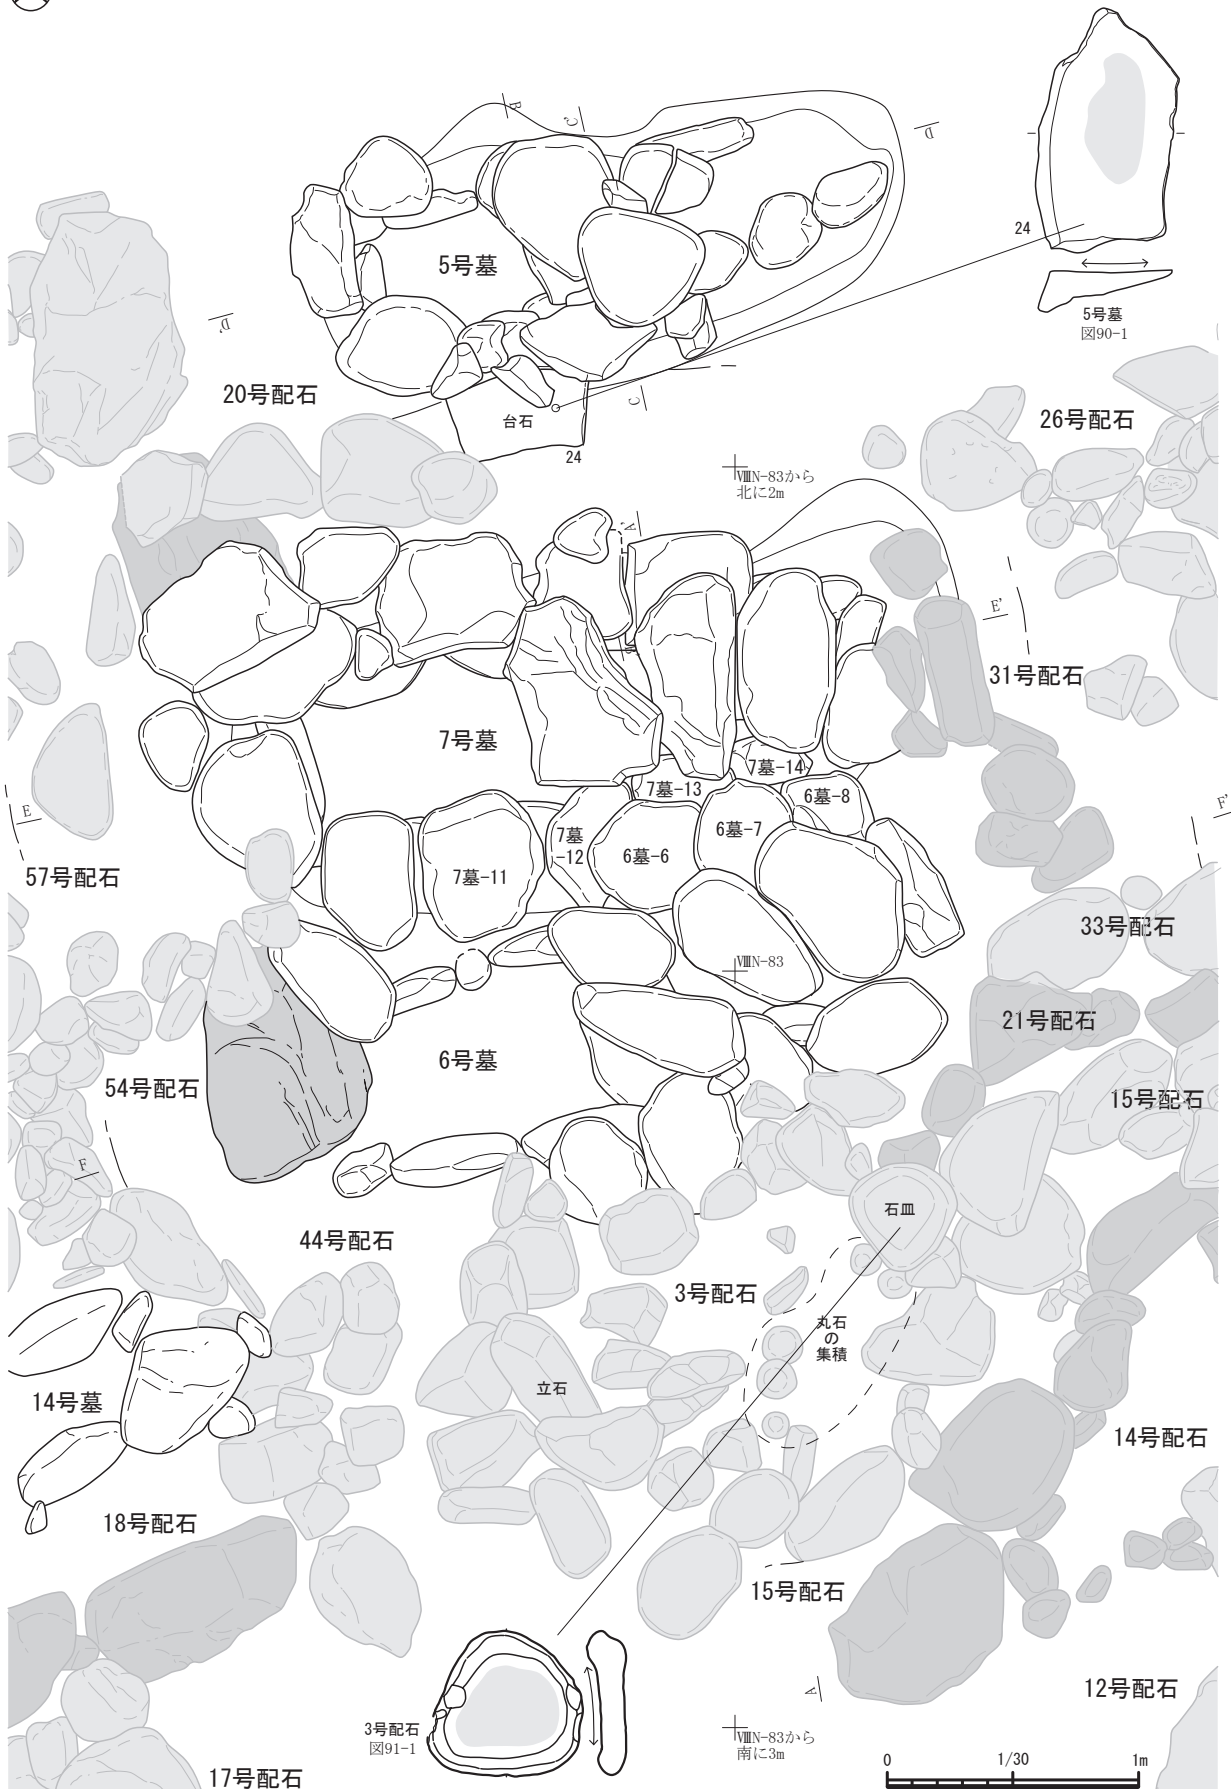 B
C'
D
24
5号墓
5号墓
図90-1
D'
20号配石
C
26号配石
台石
24
ⅧN-83から
北に2m
A'
E'
31号配石
7号墓
7墓-14
7墓-13
6墓-8
E
F'
7墓
-12
6墓-7
6墓-6
57号配石
7墓-11
33号配石
ⅧN-83
21号配石
6号墓
54号配石
15号配石
F
石皿
44号配石
3号配石
丸石
の
集積
立石
14号墓
14号配石
18号配石
15号配石
A
12号配石
3号配石
図91-1
ⅧN-83から
南に3m
17号配石
0
1/30
1m